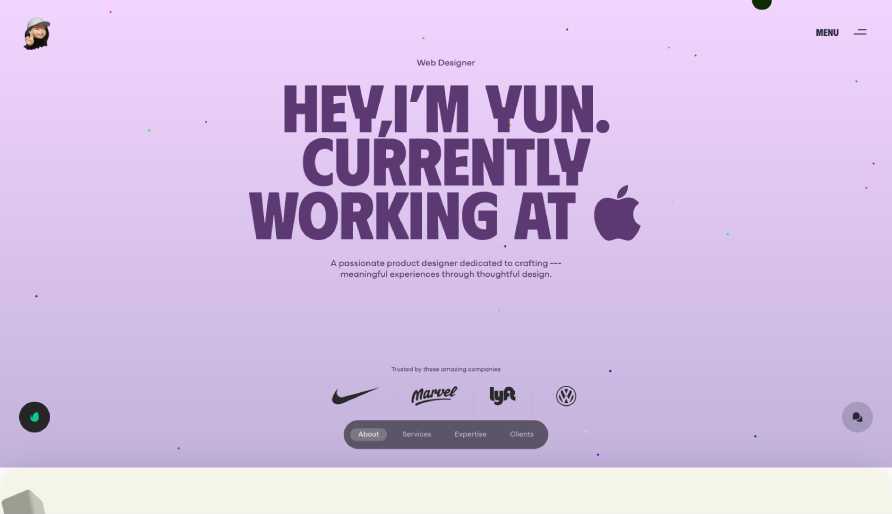 MENU
Web Designer
HEY,I'M YUN.
CURRENTLY
WORKING AT
A passionate product designer dedicated to crafting ---
meaningful experiences through thoughtful design.
Trusted by these amazing companies
MARVEL lyft VW
About Services Expertise Clients